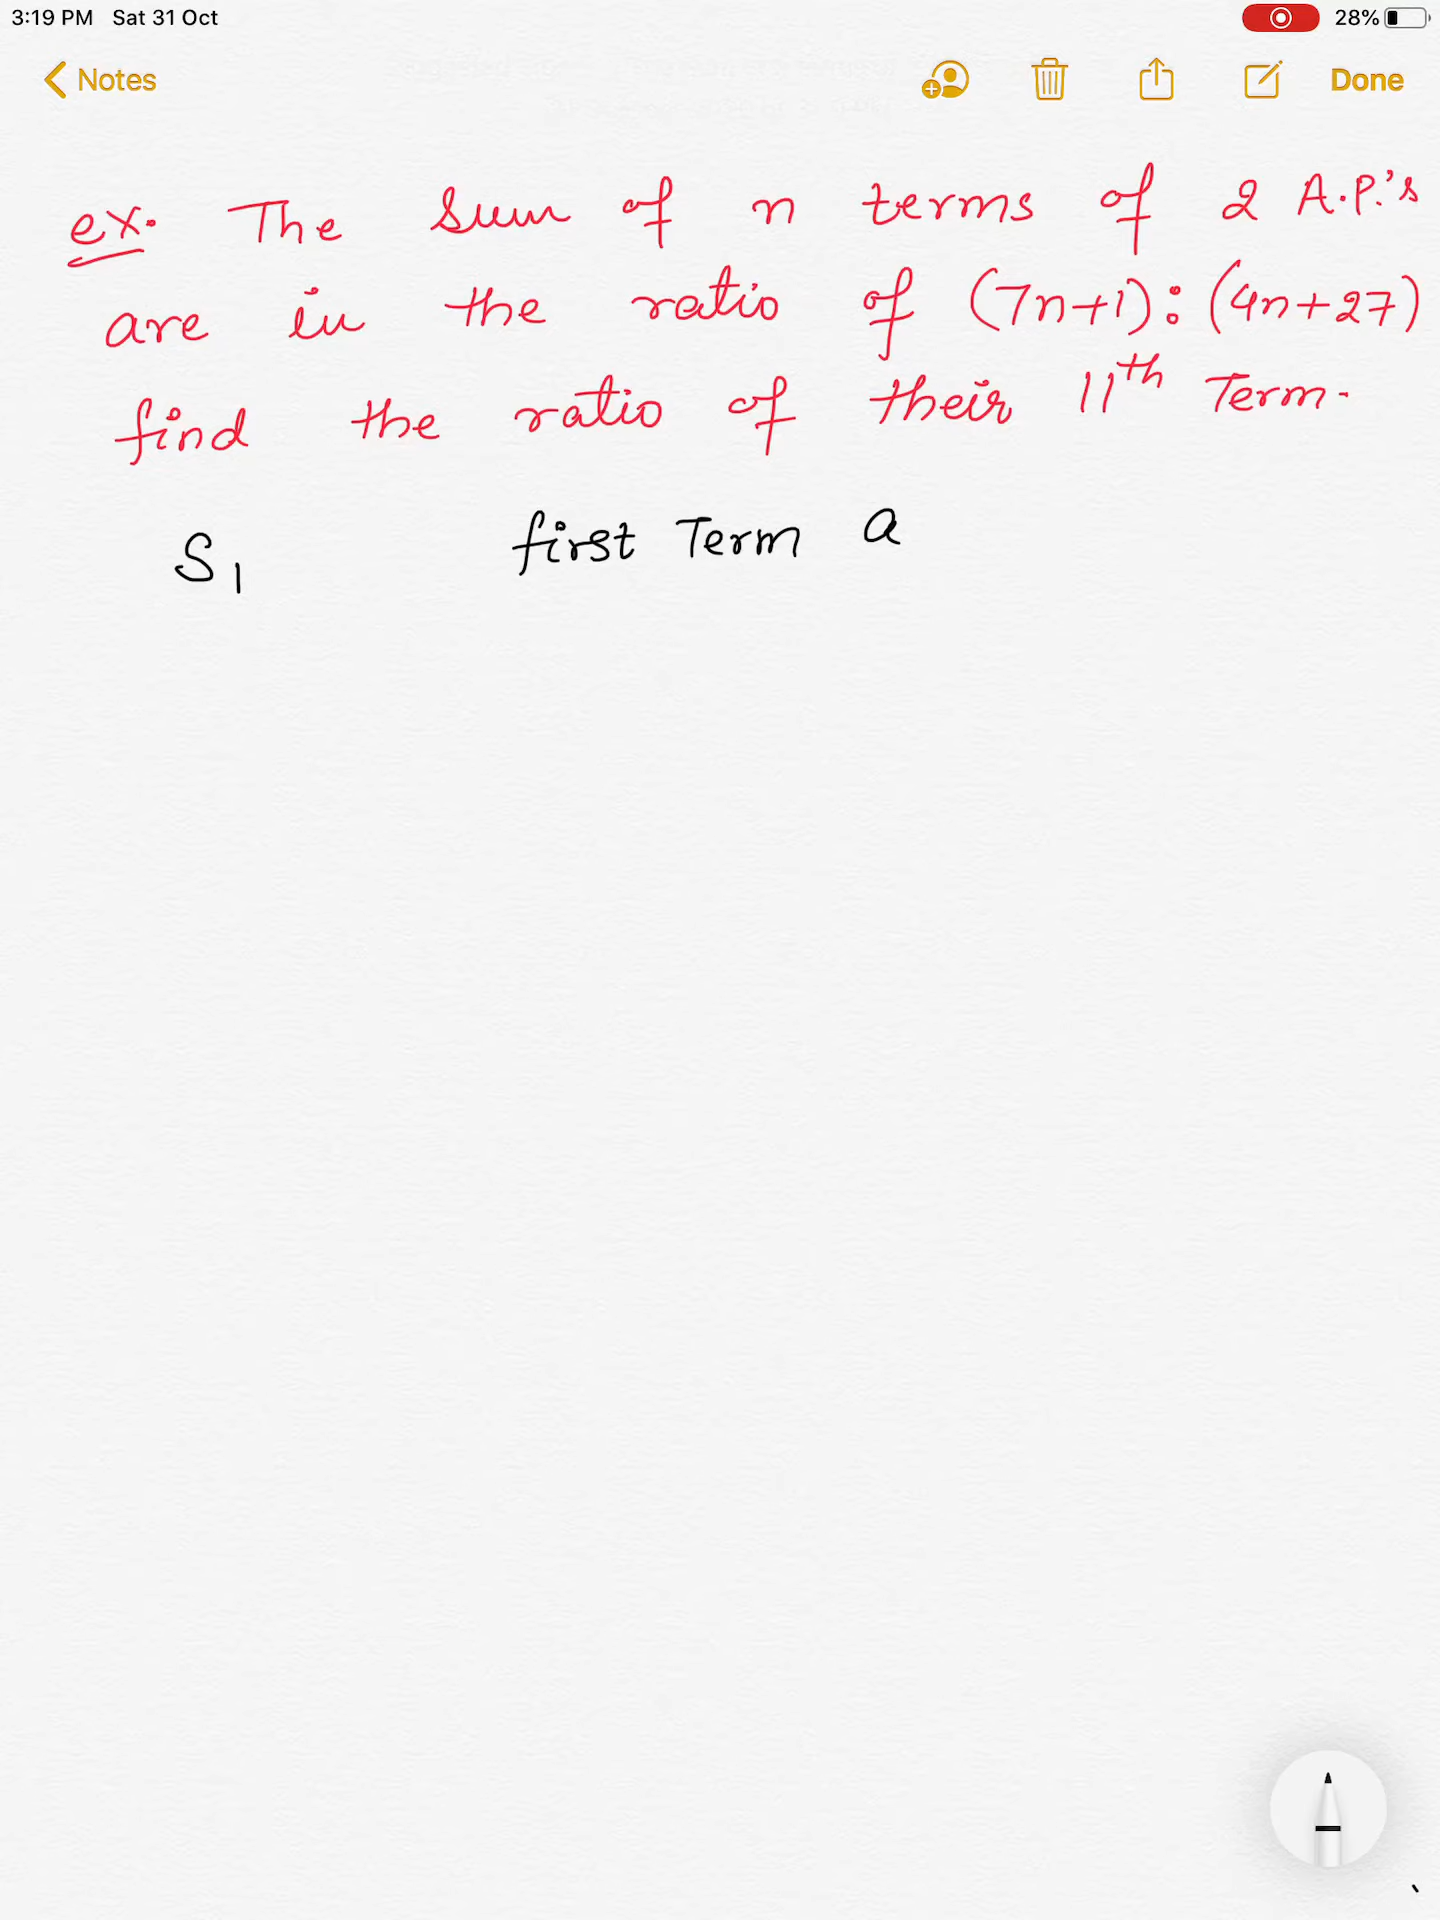 3:19 PM Sat 31 Oct 28%
Notes Done
ex. The sum of n terms of 2 A.P.'s
are in the ratio of (7n+1):(4n+27)
find the ratio of their 11th Term.
S1 first Term a